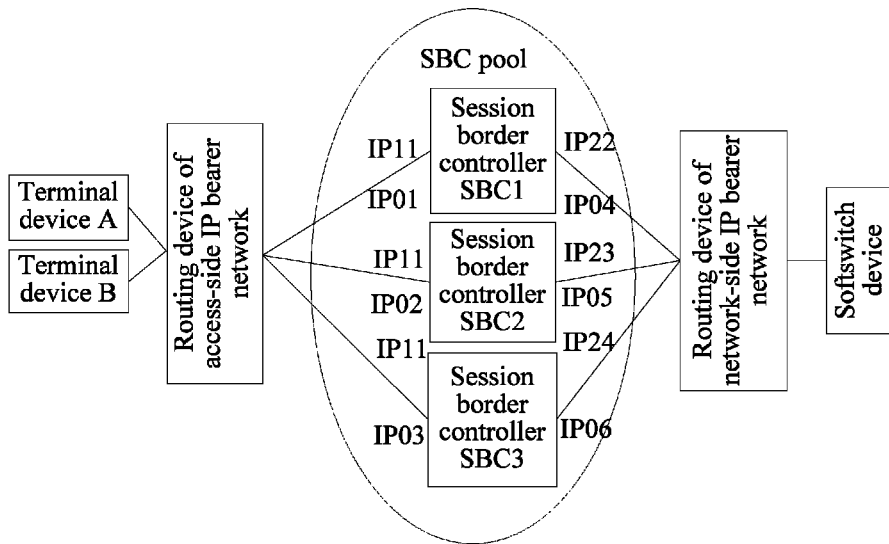 SBC pool
Terminal
device A
Terminal
device B
Routing device of
access-side IP bearer
network
IP11
IP01
Session
border
controller
SBC1
IP22
IP04
IP11
IP02
Session
border
controller
SBC2
IP23
IP05
IP11
IP03
Session
border
controller
SBC3
IP24
IP06
Routing device of
network-side IP bearer
network
Softswitch
device